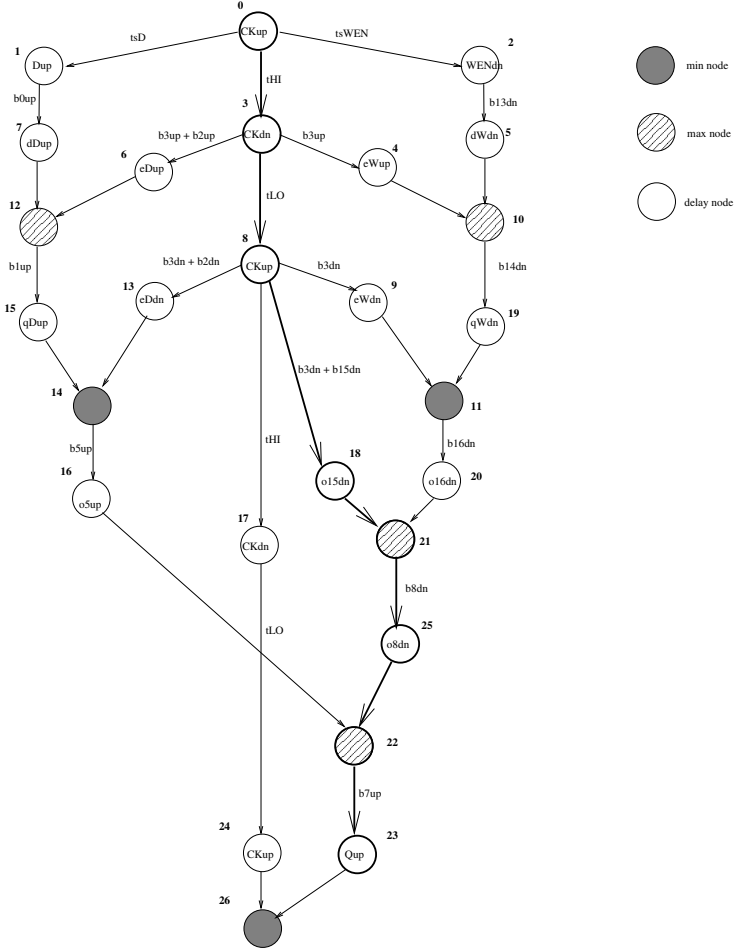 0
CKup
tsD
tsWEN
1
2
Dup
WENdn
min node
tHI
b0up
b13dn
3
7
CKdn
b3up + b2up
b3up
4
5
max node
dDup
dWdn
6
eDup
eWup
12
tLO
delay node
10
8
b1up
b3dn + b2dn
CKup
b3dn
b14dn
13
9
eDdn
eWdn
15
19
qDup
qWdn
b3dn + b15dn
14
11
b5up
tHI
b16dn
16
18
o5up
o15dn
o16dn
20
17
CKdn
21
b8dn
tLO
25
o8dn
22
b7up
24
23
CKup
Qup
26